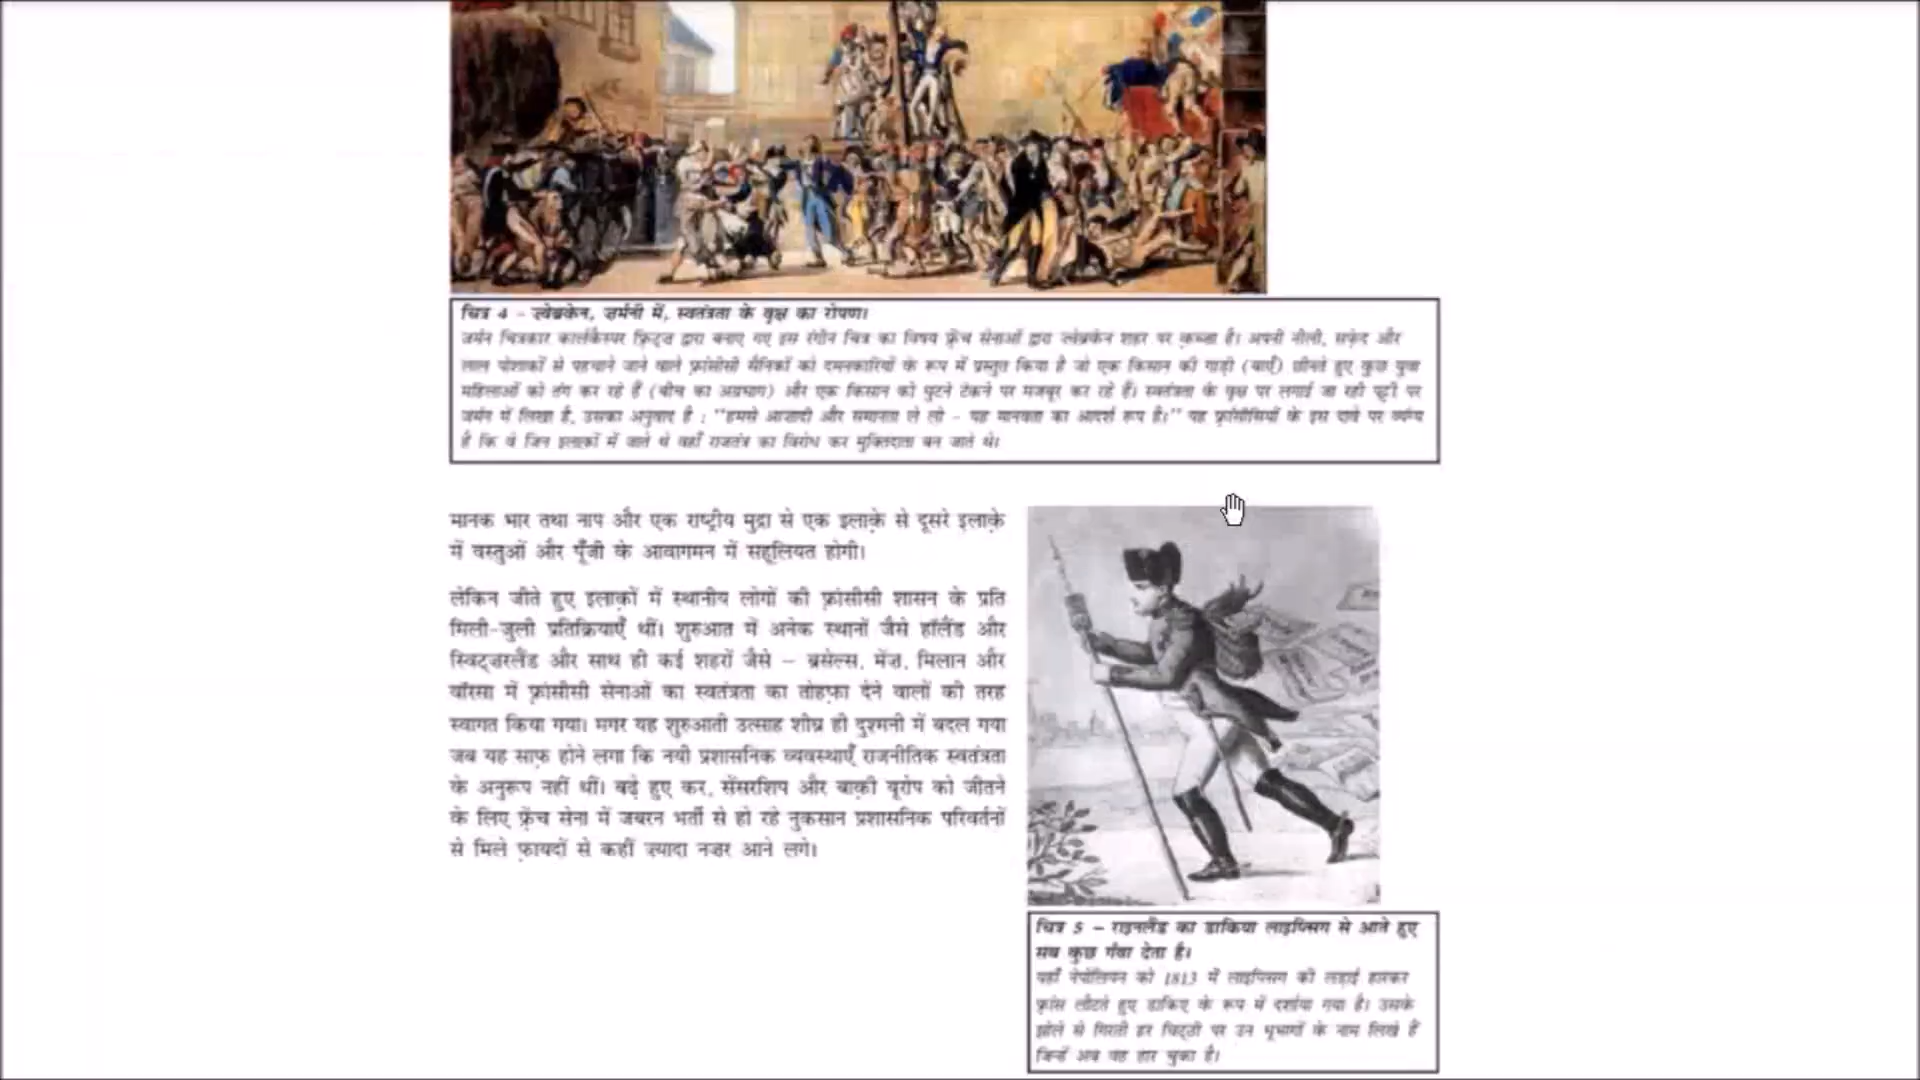 चित्र 4 - ज़्वेब्रकेन, जर्मनी में, स्वतंत्रता के वृक्ष का रोपण।
जर्मन चित्रकार कार्ल कैस्पर फ़्रिट्ज़ द्वारा बनाए गए इस रंगीन चित्र का विषय फ़्रेंच सेनाओं द्वारा ज़्वेब्रकेन शहर पर क़ब्ज़ा है। अपनी नीली, सफ़ेद और
लाल पोशाकों से पहचाने जाने वाले फ़्रांसीसी सैनिकों को दमनकारियों के रूप में प्रस्तुत किया है जो एक किसान की गाड़ी (बाएँ) छीनते हुए कुछ युवा
महिलाओं को तंग कर रहे हैं (बीच का अग्रभाग) और एक किसान को घुटने टेकने पर मजबूर कर रहे हैं। स्वतंत्रता के वृक्ष पर लगाई जा रही पट्टी पर
जर्मन में लिखा है, उसका अनुवाद है : "हमसे आज़ादी और समानता ले लो - यह मानवता का आदर्श रूप है।" यह फ़्रांसीसियों के इस दावे पर व्यंग्य
है कि वे जिन इलाक़ों में जाते थे वहाँ राजतंत्र का विरोध कर मुक्तिदाता बन जाते थे।
मानक भार तथा नाप और एक राष्ट्रीय मुद्रा से एक इलाक़े से दूसरे इलाक़े
में वस्तुओं और पूँजी के आवागमन में सहूलियत होगी।
लेकिन जीते हुए इलाक़ों में स्थानीय लोगों की फ़्रांसीसी शासन के प्रति
मिली-जुली प्रतिक्रियाएँ थीं। शुरुआत में अनेक स्थानों जैसे हॉलैंड और
स्विट्ज़रलैंड और साथ ही कई शहरों जैसे – ब्रसेल्स, मेंज़, मिलान और
वॉरसा में फ़्रांसीसी सेनाओं का स्वतंत्रता का तोहफ़ा देने वालों की तरह
स्वागत किया गया। मगर यह शुरुआती उत्साह शीघ्र ही दुश्मनी में बदल गया
जब यह साफ़ होने लगा कि नयी प्रशासनिक व्यवस्थाएँ राजनीतिक स्वतंत्रता
के अनुरूप नहीं थीं। बढ़े हुए कर, सेंसरशिप और बाक़ी यूरोप को जीतने
के लिए फ़्रेंच सेना में जबरन भर्ती से हो रहे नुक़सान प्रशासनिक परिवर्तनों
से मिले फ़ायदों से कहीं ज़्यादा नज़र आने लगे।
चित्र 5 – राइनलैंड का डाकिया लाइप्सिग से आते हुए
सब कुछ गँवा देता है।
यहाँ नेपोलियन को 1813 में लाइप्सिग की लड़ाई हारकर
फ़्रांस लौटते हुए डाकिए के रूप में दर्शाया गया है। उसके
झोले से गिरती हर चिट्ठी पर उन भूभागों के नाम लिखे हैं
जिन्हें अब वह हार चुका है।